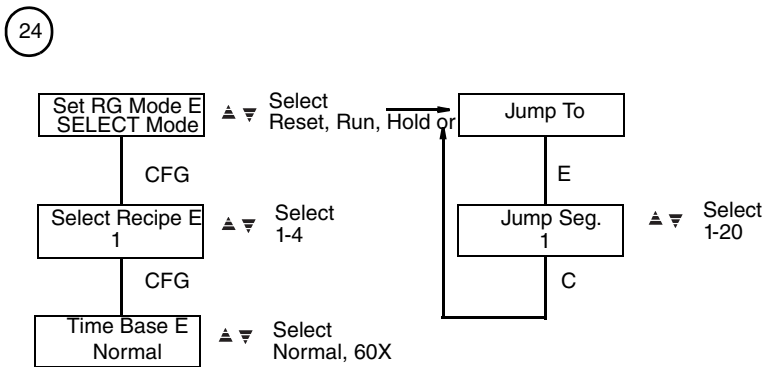 24
Set RG Mode E
SELECT Mode
Select
Reset, Run, Hold or
Jump To
CFG
E
Select Recipe E
1
Select
1-4
Jump Seg.
1
Select
1-20
CFG
C
Time Base E
Normal
Select
Normal, 60X